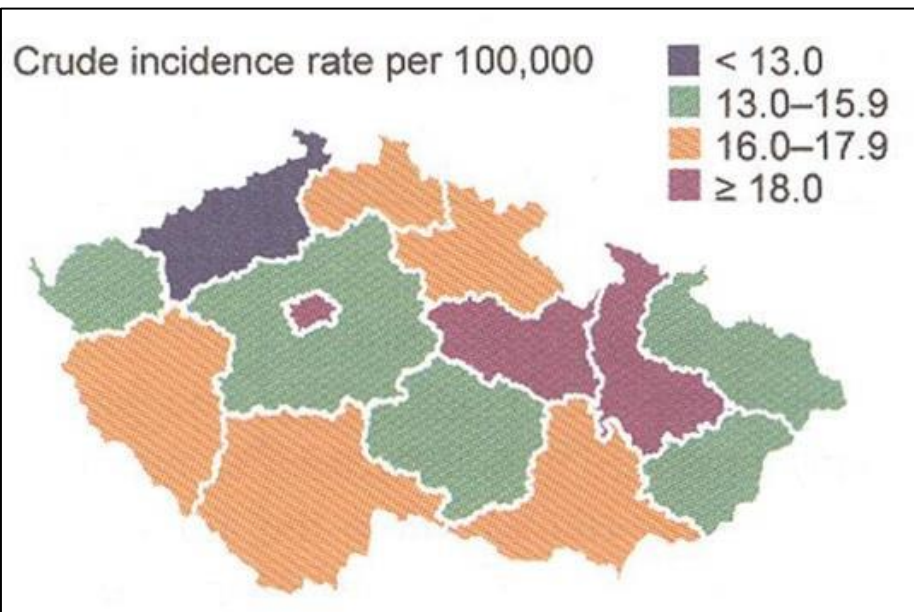 Crude incidence rate per 100,000
< 13.0
13.0–15.9
16.0–17.9
≥ 18.0